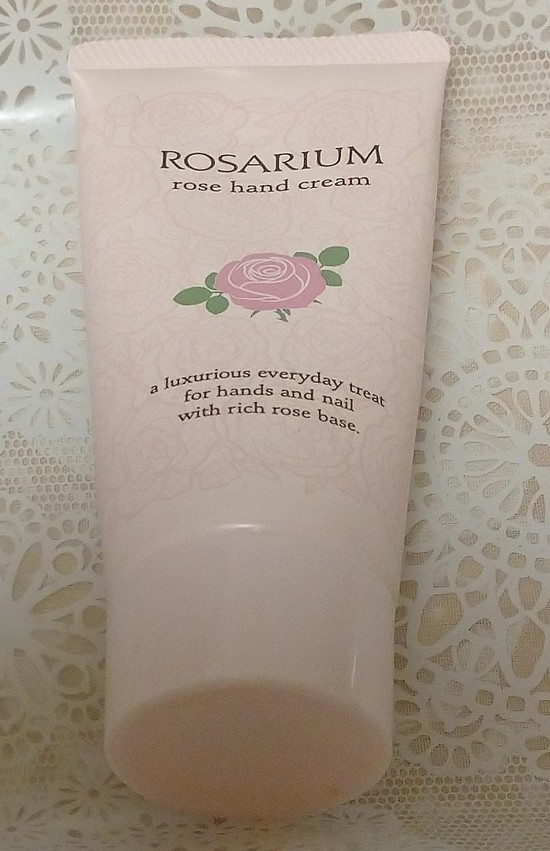 ROSARIUM
rose hand cream
a luxurious everyday treat
for hands and nail
with rich rose base.